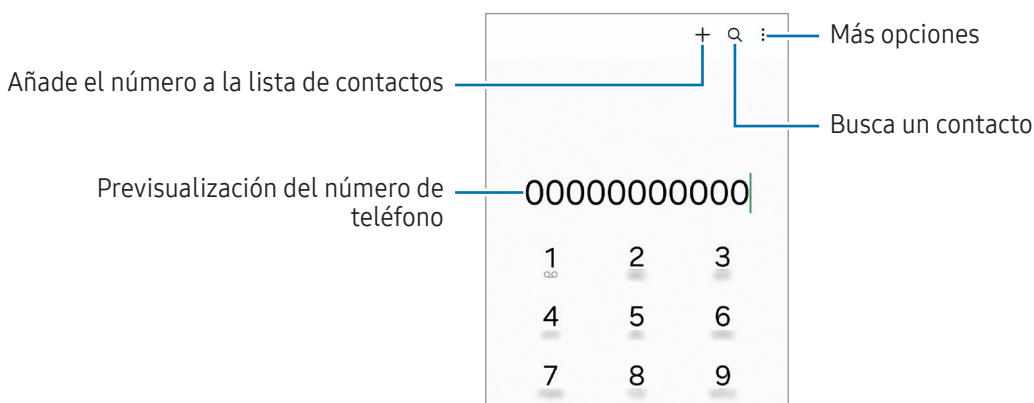 Más opciones
Añade el número a la lista de contactos
Busca un contacto
Previsualización del número de
teléfono
00000000000
1 2 3
4 5 6
7 8 9